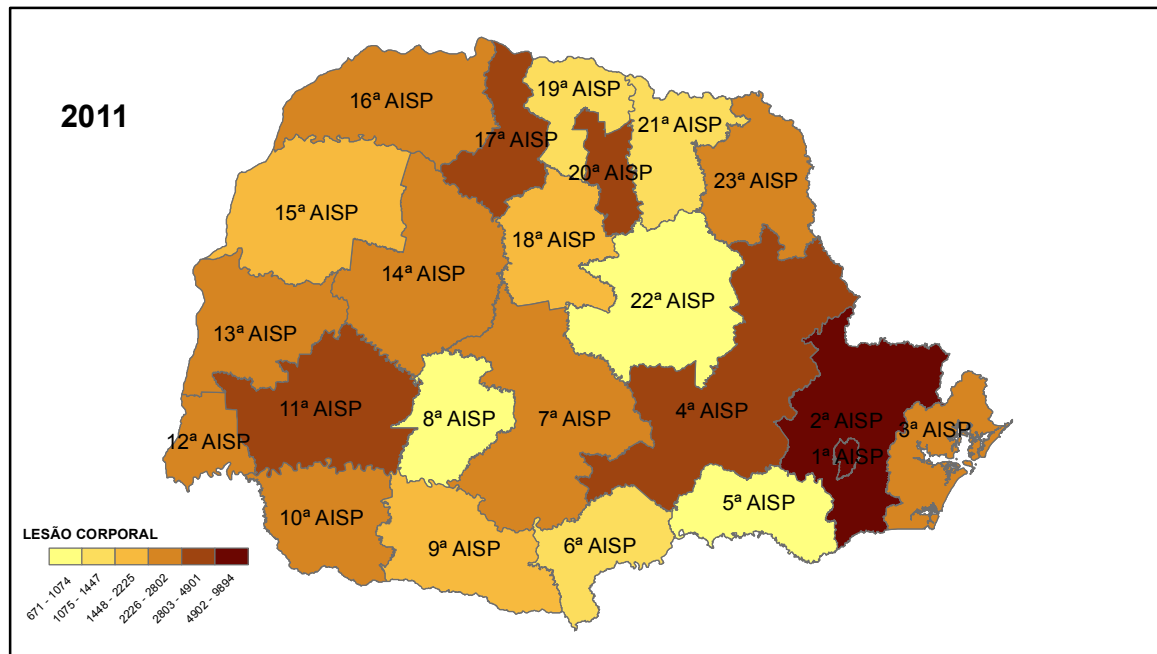 2011
16ª AISP
19ª AISP
21ª AISP
17ª AISP
20ª AISP
23ª AISP
15ª AISP
18ª AISP
14ª AISP
22ª AISP
13ª AISP
11ª AISP
8ª AISP
7ª AISP
4ª AISP
2ª AISP
3ª AISP
12ª AISP
1ª AISP
5ª AISP
10ª AISP
9ª AISP
6ª AISP
LESÃO CORPORAL
671 - 1074
1075 - 1447
1448 - 2225
2226 - 2802
2803 - 4901
4902 - 9894